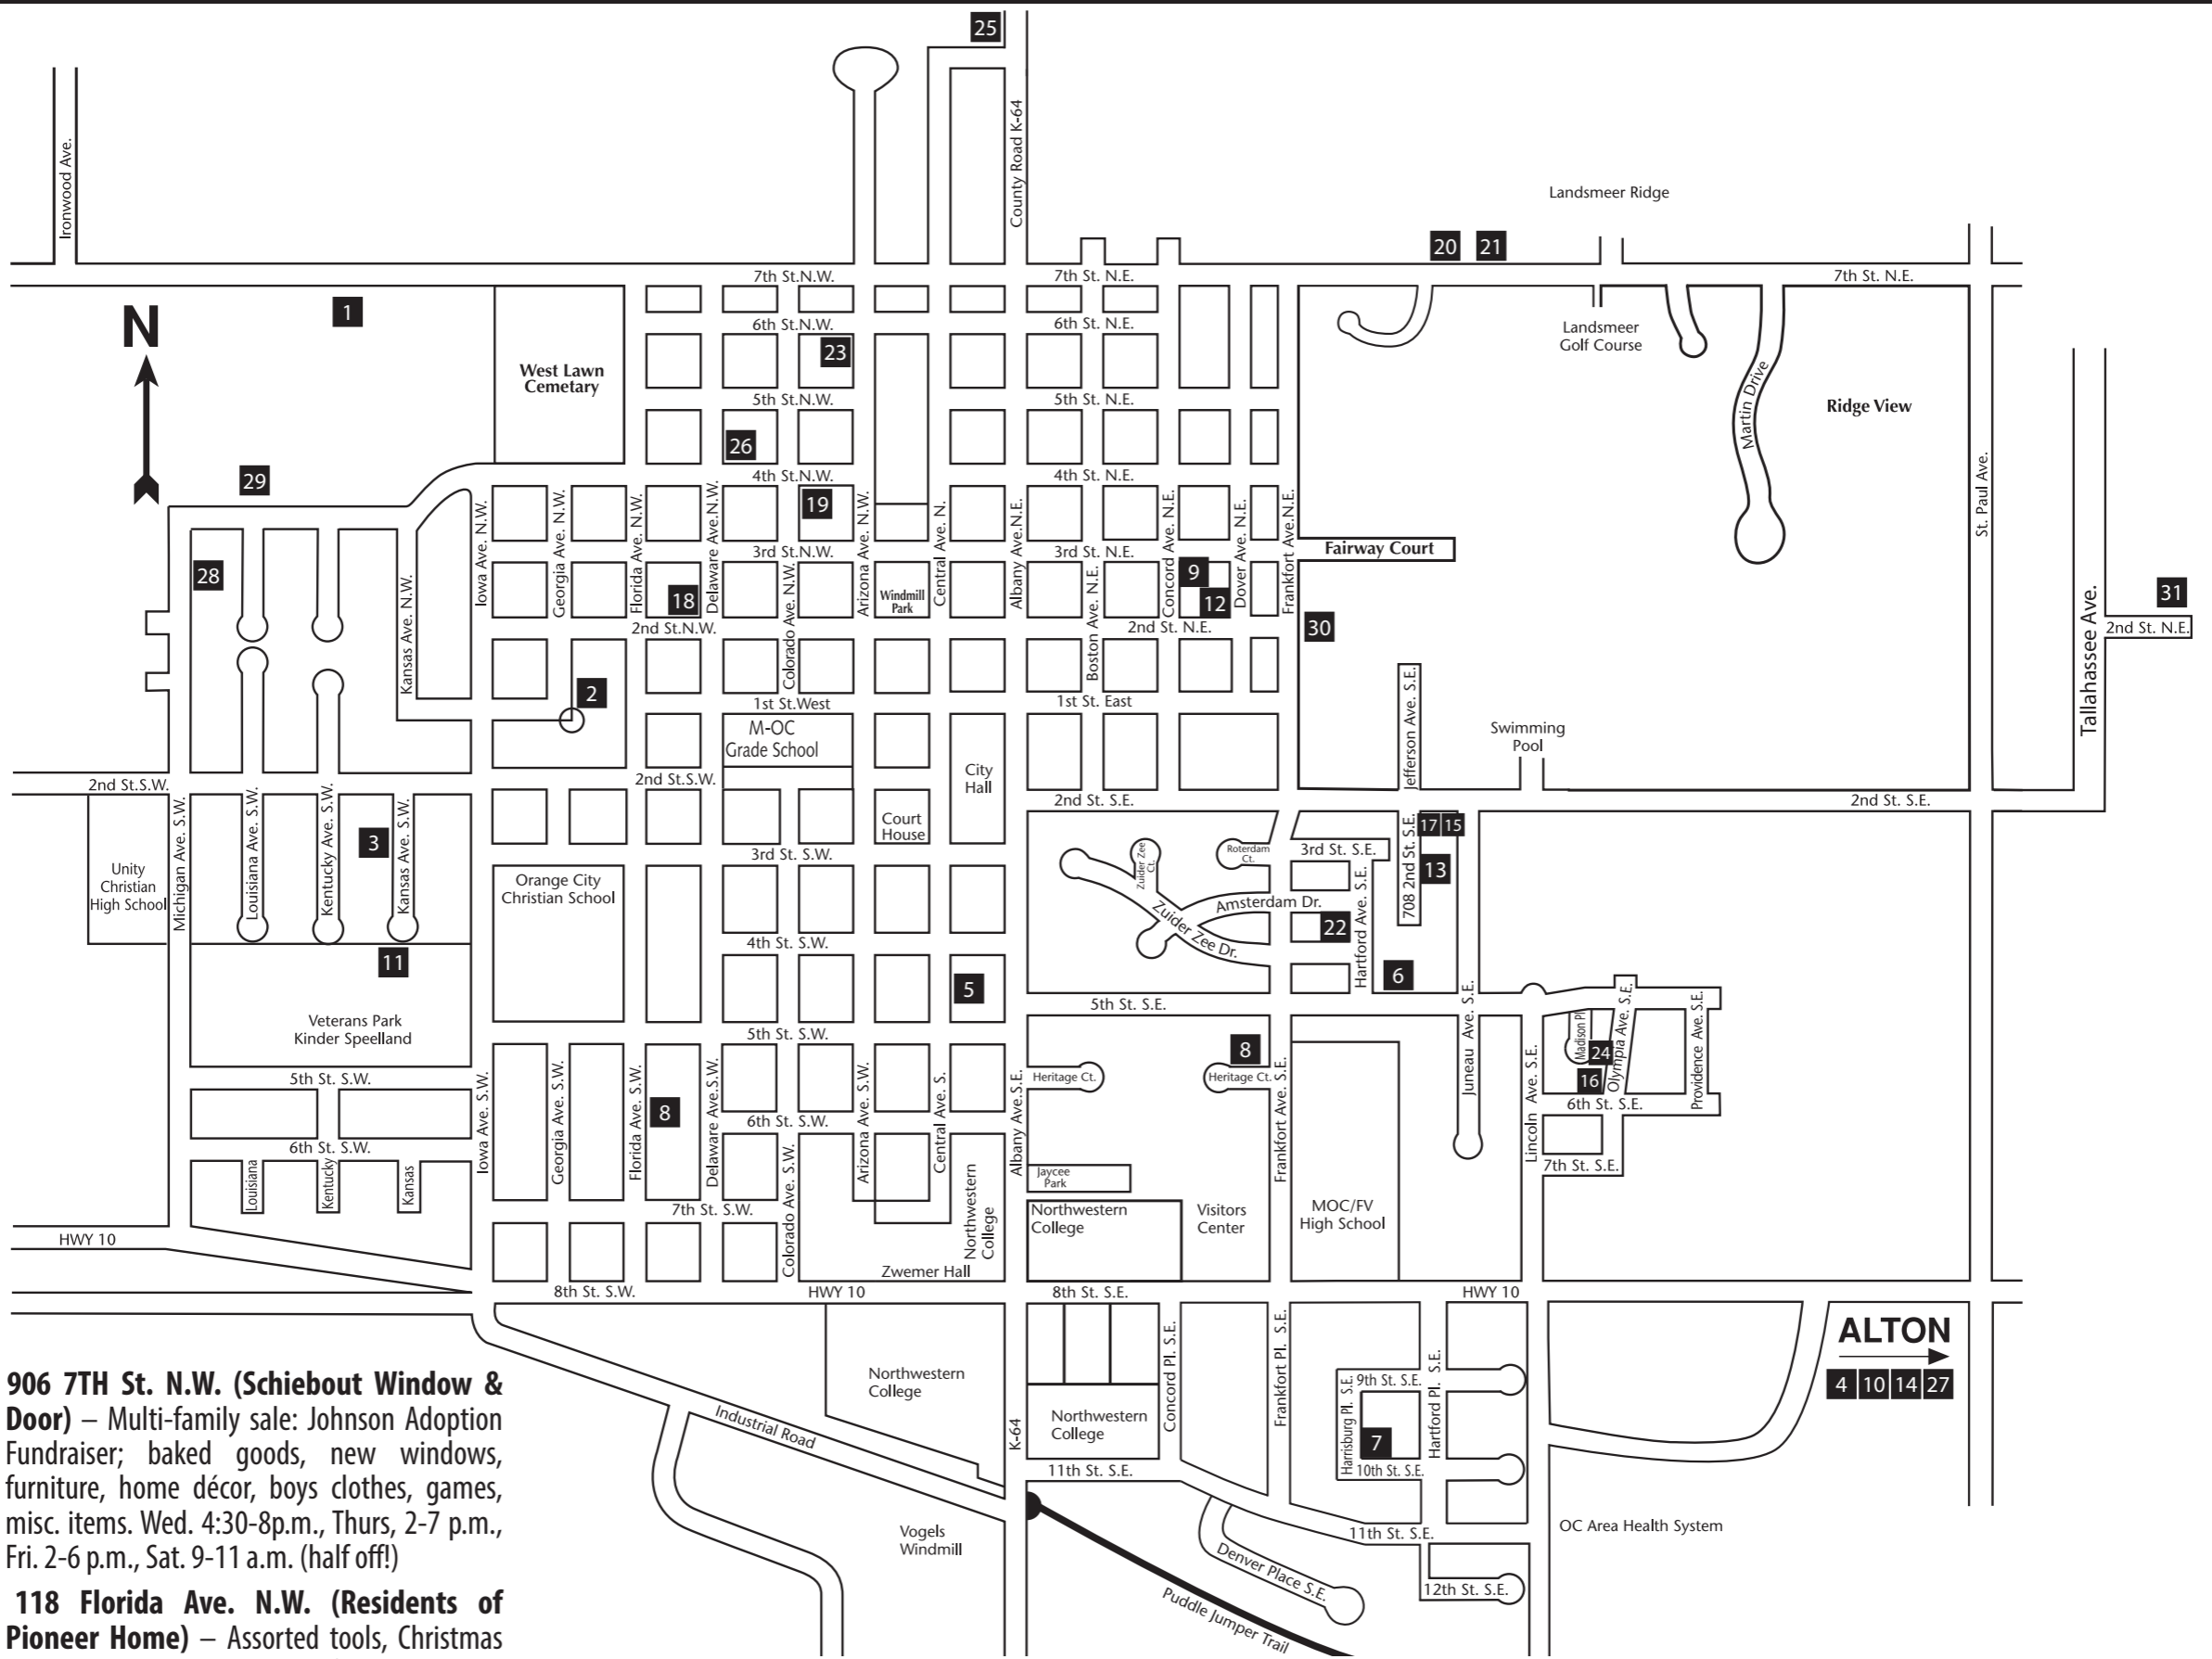 25
Ironwood Ave.
County Road K-64
Landsmeer Ridge
20 21
7th St.N.W.
7th St. N.E.
7th St. N.E.
N
1
6th St.N.W.
6th St. N.E.
Landsmeer
Golf Course
23
West Lawn
Cemetary
5th St.N.W.
5th St. N.E.
Martin Drive
Ridge View
26
29
4th St.N.W.
4th St. N.E.
19
Iowa Ave. N.W.
Georgia Ave. N.W.
Florida Ave. N.W.
Delaware Ave.N.W.
Arizona Ave. N.W.
Central Ave. N.
Albany Ave.N.E.
Concord Ave. N.E.
Dover Ave. N.E.
Frankfort Ave.N.E.
St. Paul Ave.
3rd St.N.W.
3rd St. N.E.
Fairway Court
28
Kansas Ave. N.W.
18
Colorado Ave. N.W.
Windmill
Park
Boston Ave. N.E.
9
12
31
2nd St.N.W.
2nd St. N.E.
30
2nd St. N.E.
Tallahassee Ave.
2
1st St.West
1st St. East
Jefferson Ave. S.E.
M-OC
Grade School
Swimming
Pool
City
Hall
2nd St.S.W.
2nd St.S.W.
2nd St. S.E.
2nd St. S.E.
Michigan Ave. S.W.
Louisiana Ave. S.W.
Kentucky Ave. S.W.
Kansas Ave. S.W.
3
Court
House
17 15
708 2nd St. S.E.
13
3rd St. S.W.
Zuider Zee
Ct.
Roterdam
Ct.
3rd St. S.E.
Unity
Christian
High School
Orange City
Christian School
Amsterdam Dr.
Zuider Zee Dr.
22
Hartford Ave. S.E.
11
4th St. S.W.
5
6
Veterans Park
Kinder Speelland
5th St. S.W.
5th St. S.E.
Juneau Ave. S.E.
Madison Pl
24
Olympia Ave. S.E.
Providence Ave. S.E.
5th St. S.W.
8
Heritage Ct.
Heritage Ct.
16
6th St. S.E.
Iowa Ave. S.W.
Georgia Ave. S.W.
Florida Ave. S.W.
8
Delaware Ave.S.W.
Arizona Ave. S.W.
Central Ave. S.
Albany Ave.S.E.
Frankfort Ave. S.E.
Lincoln Ave. S.E.
6th St. S.W.
6th St. S.W.
7th St. S.E.
Louisiana
Kentucky
Kansas
Colorado Ave. S.W.
Northwestern
College
Jaycee
Park
7th St. S.W.
Northwestern
College
Visitors
Center
MOC/FV
High School
HWY 10
Zwemer Hall
8th St. S.W.
HWY 10
8th St. S.E.
HWY 10
ALTON
4 10 14 27
Northwestern
College
Concord Pl. S.E.
Frankfort Pl. S.E.
Harrisburg Pl. S.E.
9th St. S.E.
Hartford Pl. S.E.
Industrial Road
K-64
Northwestern
College
7
11th St. S.E.
10th St. S.E.
Vogels
Windmill
11th St. S.E.
OC Area Health System
Denver Place S.E.
12th St. S.E.
Puddle Jumper Trail
906 7TH St. N.W. (Schiebout Window &
Door) – Multi-family sale: Johnson Adoption
Fundraiser; baked goods, new windows,
furniture, home décor, boys clothes, games,
misc. items. Wed. 4:30-8p.m., Thurs, 2-7 p.m.,
Fri. 2-6 p.m., Sat. 9-11 a.m. (half off!)
118 Florida Ave. N.W. (Residents of
Pioneer Home) – Assorted tools, Christmas